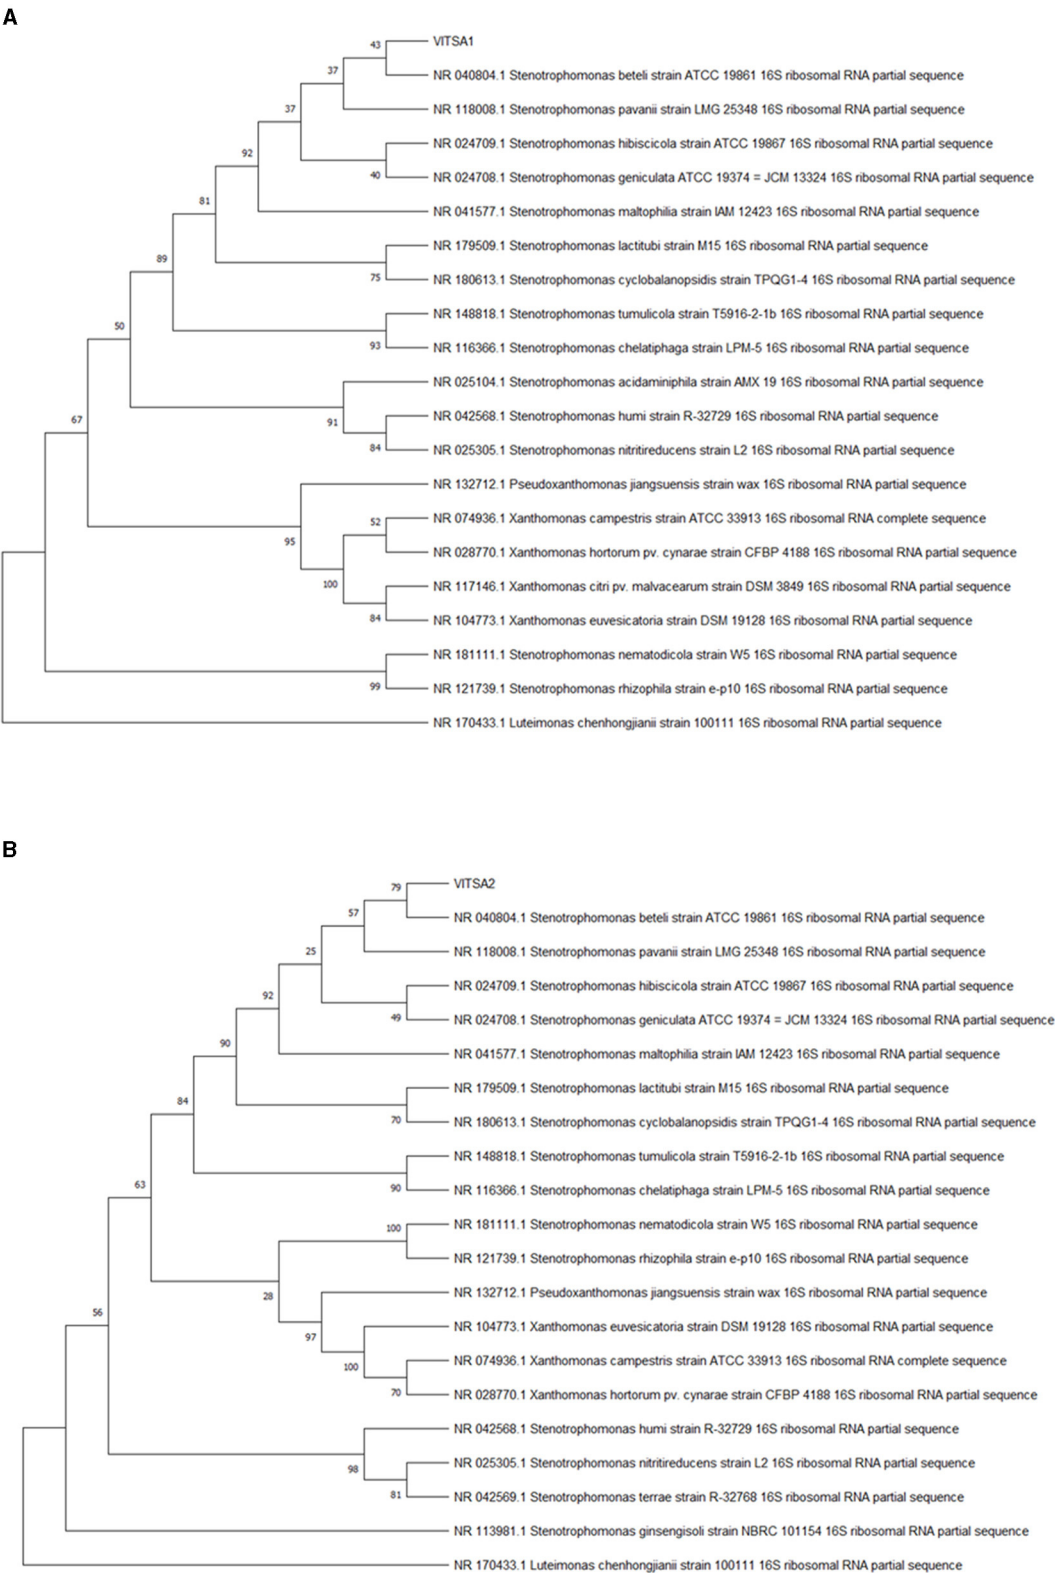 A
43
VITSA1
37
NR 040804.1 Stenotrophomonas beteli strain ATCC 19861 16S ribosomal RNA partial sequence
37
NR 118008.1 Stenotrophomonas pavanii strain LMG 25348 16S ribosomal RNA partial sequence
92
NR 024709.1 Stenotrophomonas hibiscicola strain ATCC 19867 16S ribosomal RNA partial sequence
40
NR 024708.1 Stenotrophomonas geniculata ATCC 19374 = JCM 13324 16S ribosomal RNA partial sequence
81
NR 041577.1 Stenotrophomonas maltophilia strain IAM 12423 16S ribosomal RNA partial sequence
89
NR 179509.1 Stenotrophomonas lactitubi strain M15 16S ribosomal RNA partial sequence
75
NR 180613.1 Stenotrophomonas cyclobalanopsidis strain TPQG1-4 16S ribosomal RNA partial sequence
50
NR 148818.1 Stenotrophomonas tumulicola strain T5916-2-1b 16S ribosomal RNA partial sequence
93
NR 116366.1 Stenotrophomonas chelatiphaga strain LPM-5 16S ribosomal RNA partial sequence
NR 025104.1 Stenotrophomonas acidaminiphila strain AMX 19 16S ribosomal RNA partial sequence
67
91
NR 042568.1 Stenotrophomonas humi strain R-32729 16S ribosomal RNA partial sequence
84
NR 025305.1 Stenotrophomonas nitritireducens strain L2 16S ribosomal RNA partial sequence
NR 132712.1 Pseudoxanthomonas jiangsuensis strain wax 16S ribosomal RNA partial sequence
52
NR 074936.1 Xanthomonas campestris strain ATCC 33913 16S ribosomal RNA complete sequence
95
NR 028770.1 Xanthomonas hortorum pv. cynarae strain CFBP 4188 16S ribosomal RNA partial sequence
100
NR 117146.1 Xanthomonas citri pv. malvacearum strain DSM 3849 16S ribosomal RNA partial sequence
84
NR 104773.1 Xanthomonas euvesicatoria strain DSM 19128 16S ribosomal RNA partial sequence
NR 181111.1 Stenotrophomonas nematodicola strain W5 16S ribosomal RNA partial sequence
99
NR 121739.1 Stenotrophomonas rhizophila strain e-p10 16S ribosomal RNA partial sequence
NR 170433.1 Luteimonas chenhongjianii strain 100111 16S ribosomal RNA partial sequence
B
79
VITSA2
57
NR 040804.1 Stenotrophomonas beteli strain ATCC 19861 16S ribosomal RNA partial sequence
25
NR 118008.1 Stenotrophomonas pavanii strain LMG 25348 16S ribosomal RNA partial sequence
92
NR 024709.1 Stenotrophomonas hibiscicola strain ATCC 19867 16S ribosomal RNA partial sequence
49
NR 024708.1 Stenotrophomonas geniculata ATCC 19374 = JCM 13324 16S ribosomal RNA partial sequence
90
NR 041577.1 Stenotrophomonas maltophilia strain IAM 12423 16S ribosomal RNA partial sequence
NR 179509.1 Stenotrophomonas lactitubi strain M15 16S ribosomal RNA partial sequence
84
70
NR 180613.1 Stenotrophomonas cyclobalanopsidis strain TPQG1-4 16S ribosomal RNA partial sequence
NR 148818.1 Stenotrophomonas tumulicola strain T5916-2-1b 16S ribosomal RNA partial sequence
63
90
NR 116366.1 Stenotrophomonas chelatiphaga strain LPM-5 16S ribosomal RNA partial sequence
100
NR 181111.1 Stenotrophomonas nematodicola strain W5 16S ribosomal RNA partial sequence
NR 121739.1 Stenotrophomonas rhizophila strain e-p10 16S ribosomal RNA partial sequence
28
NR 132712.1 Pseudoxanthomonas jiangsuensis strain wax 16S ribosomal RNA partial sequence
56
97
NR 104773.1 Xanthomonas euvesicatoria strain DSM 19128 16S ribosomal RNA partial sequence
100
NR 074936.1 Xanthomonas campestris strain ATCC 33913 16S ribosomal RNA complete sequence
70
NR 028770.1 Xanthomonas hortorum pv. cynarae strain CFBP 4188 16S ribosomal RNA partial sequence
NR 042568.1 Stenotrophomonas humi strain R-32729 16S ribosomal RNA partial sequence
98
NR 025305.1 Stenotrophomonas nitritireducens strain L2 16S ribosomal RNA partial sequence
81
NR 042569.1 Stenotrophomonas terrae strain R-32768 16S ribosomal RNA partial sequence
NR 113981.1 Stenotrophomonas ginsengisoli strain NBRC 101154 16S ribosomal RNA partial sequence
NR 170433.1 Luteimonas chenhongjianii strain 100111 16S ribosomal RNA partial sequence